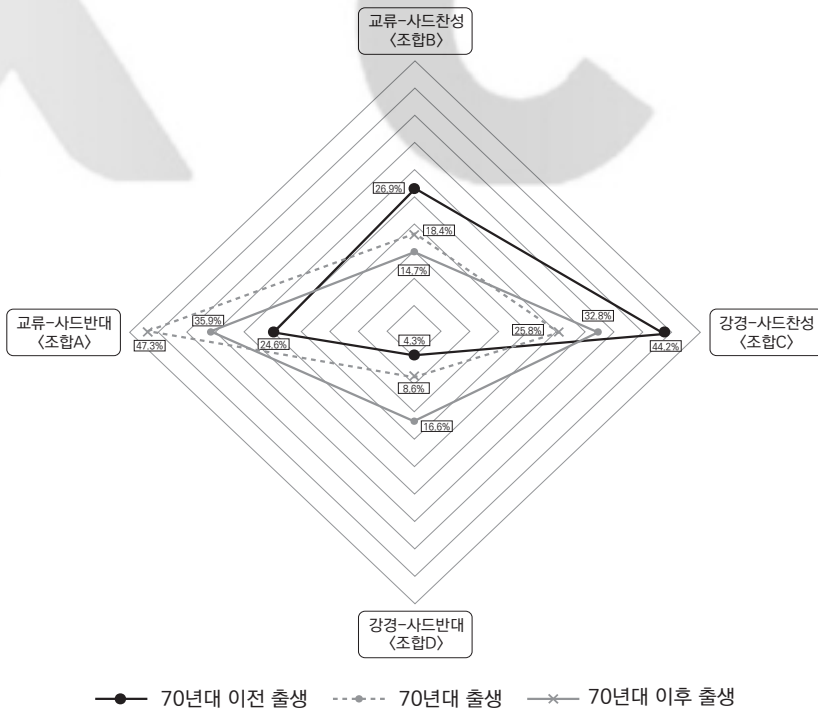 교류-사드찬성
〈조합B〉
26.9%
18.4%
14.7%
교류-사드반대
〈조합A〉
47.3%
35.9%
24.6%
4.3%
8.6%
16.6%
25.8%
32.8%
44.2%
강경-사드찬성
〈조합C〉
강경-사드반대
〈조합D〉
70년대 이전 출생
70년대 출생
70년대 이후 출생